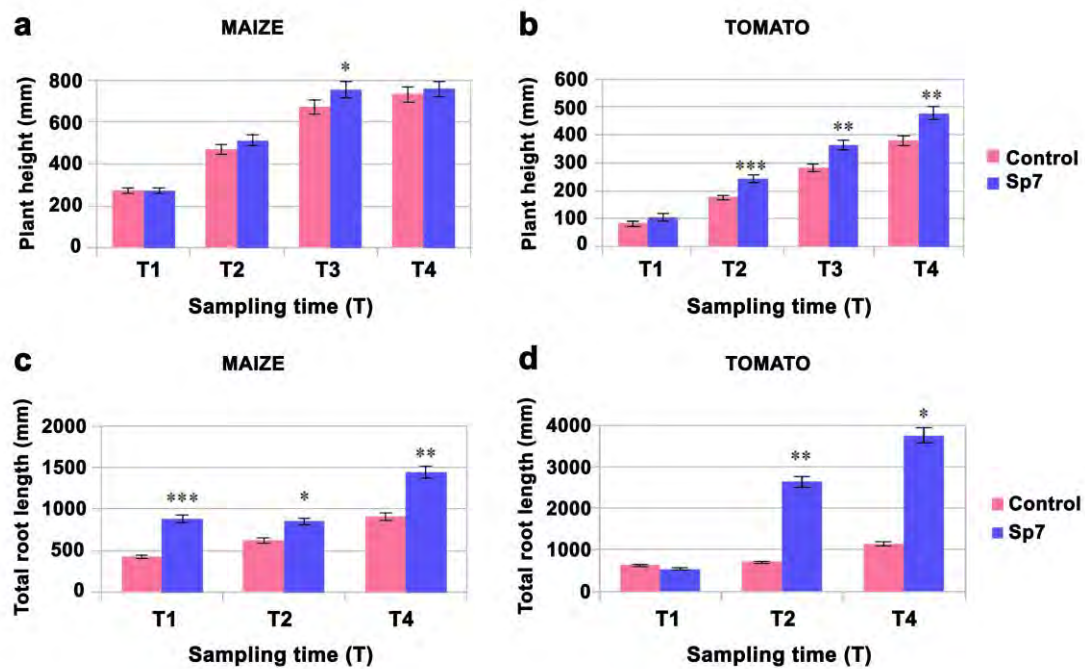 a
MAIZE
Plant height (mm)
800
600
400
200
0
*
T1 T2 T3 T4
Sampling time (T)
b
TOMATO
Plant height (mm)
600
500
400
300
200
100
0
***
**
**
T1 T2 T3 T4
Sampling time (T)
Control
Sp7
c
MAIZE
Total root length (mm)
2000
1500
1000
500
0
***
*
**
T1 T2 T4
Sampling time (T)
d
TOMATO
Total root length (mm)
4000
3000
2000
1000
0
**
*
T1 T2 T4
Sampling time (T)
Control
Sp7